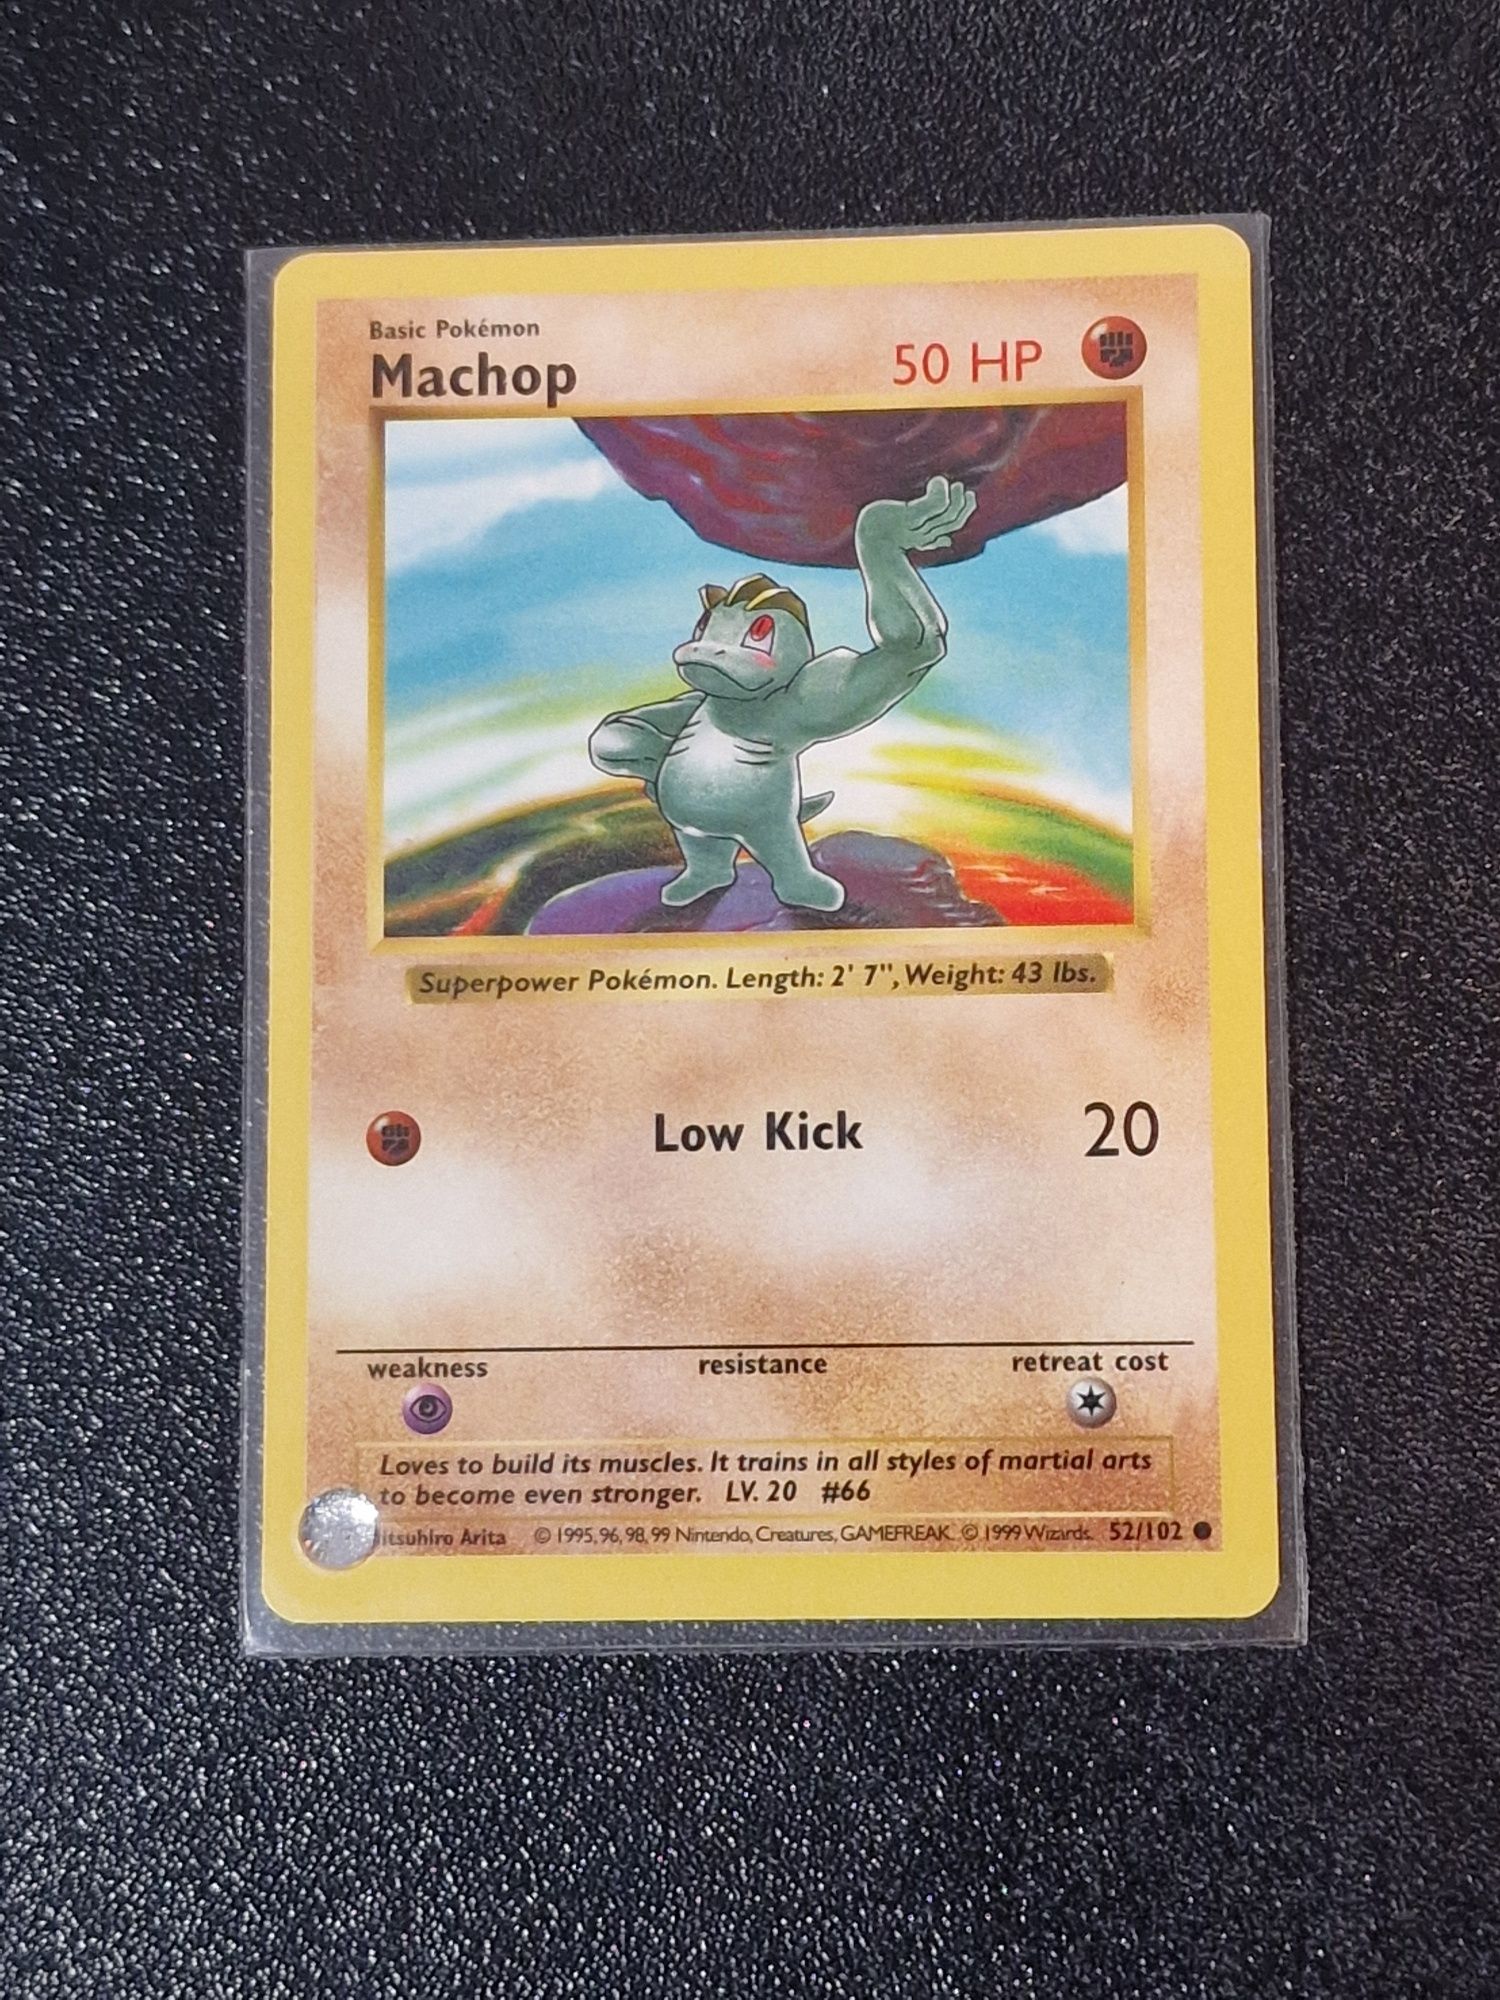 Basic Pokémon
Machop
50 HP
Superpower Pokémon. Length: 2' 7", Weight: 43 lbs.
Low Kick
20
weakness
resistance
retreat cost
Loves to build its muscles. It trains in all styles of martial arts
to become even stronger. LV. 20 #66
Arita © 1995, 96, 98, 99 Nintendo, Creatures, GAMEFREAK. © 1999 Wizards. 52/102